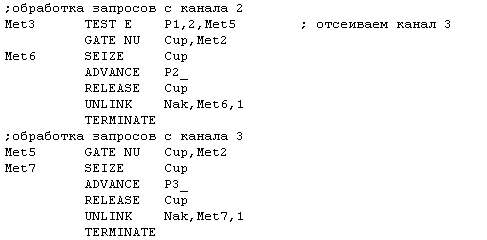 ;обработка запросов с канала 2
Met3 TEST E P1,2,Met5 ; отсеиваем канал 3
GATE NU Cup,Met2
Met6 SEIZE Cup
ADVANCE P2_
RELEASE Cup
UNLINK Nak,Met6,1
TERMINATE
;обработка запросов с канала 3
Met5 GATE NU Cup,Met2
Met7 SEIZE Cup
ADVANCE P3_
RELEASE Cup
UNLINK Nak,Met7,1
TERMINATE